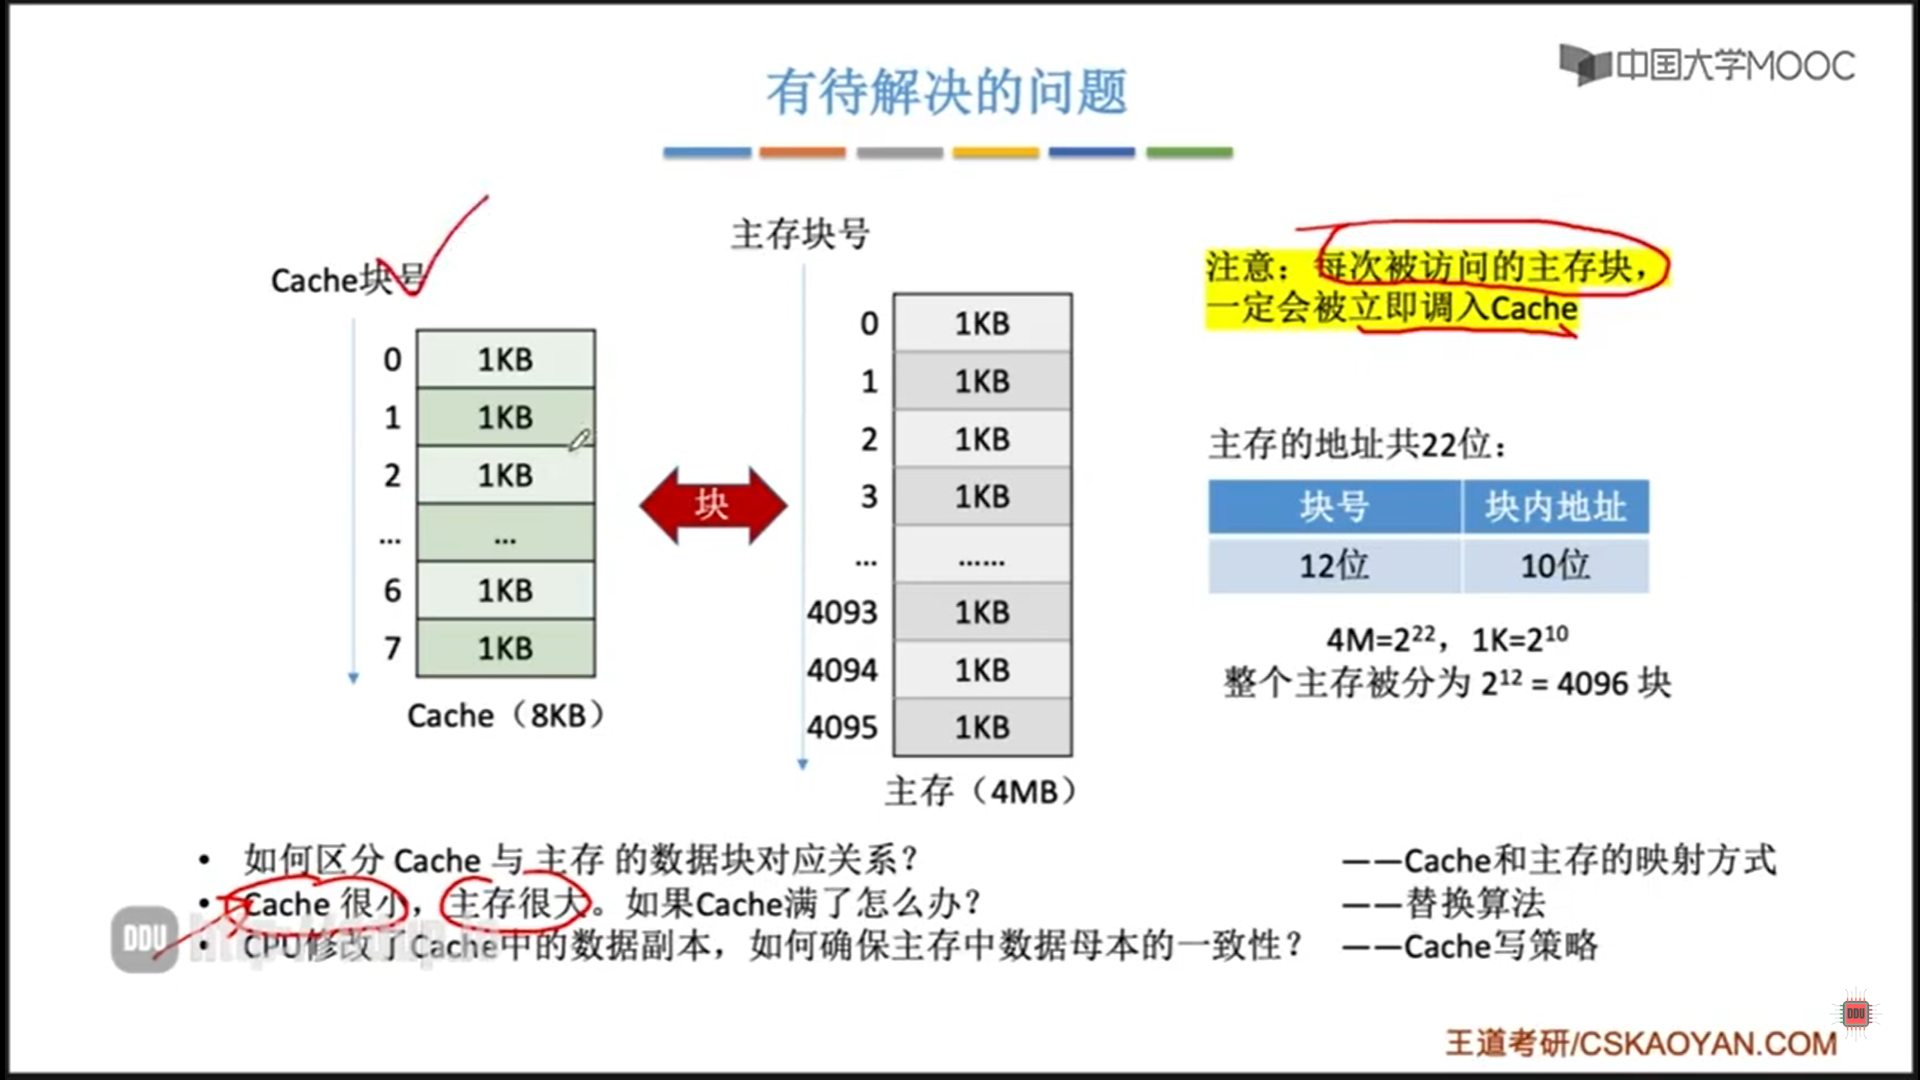 中国大学MOOC
有待解决的问题
Cache块号
0 1KB
1 1KB
2 1KB
... ...
6 1KB
7 1KB
Cache（8KB）
块
主存块号
0 1KB
1 1KB
2 1KB
3 1KB
... ......
4093 1KB
4094 1KB
4095 1KB
主存（4MB）
注意：每次被访问的主存块，
一定会被立即调入Cache
主存的地址共22位：
块号 块内地址
12位 10位
4M=2²²，1K=2¹⁰
整个主存被分为 2¹² = 4096 块
• 如何区分 Cache 与 主存 的数据块对应关系？ ——Cache和主存的映射方式
• Cache 很小，主存很大。如果Cache满了怎么办？ ——替换算法
• CPU修改了Cache中的数据副本，如何确保主存中数据母本的一致性？ ——Cache写策略
DDU
DDU
王道考研/CSKAOYAN.COM